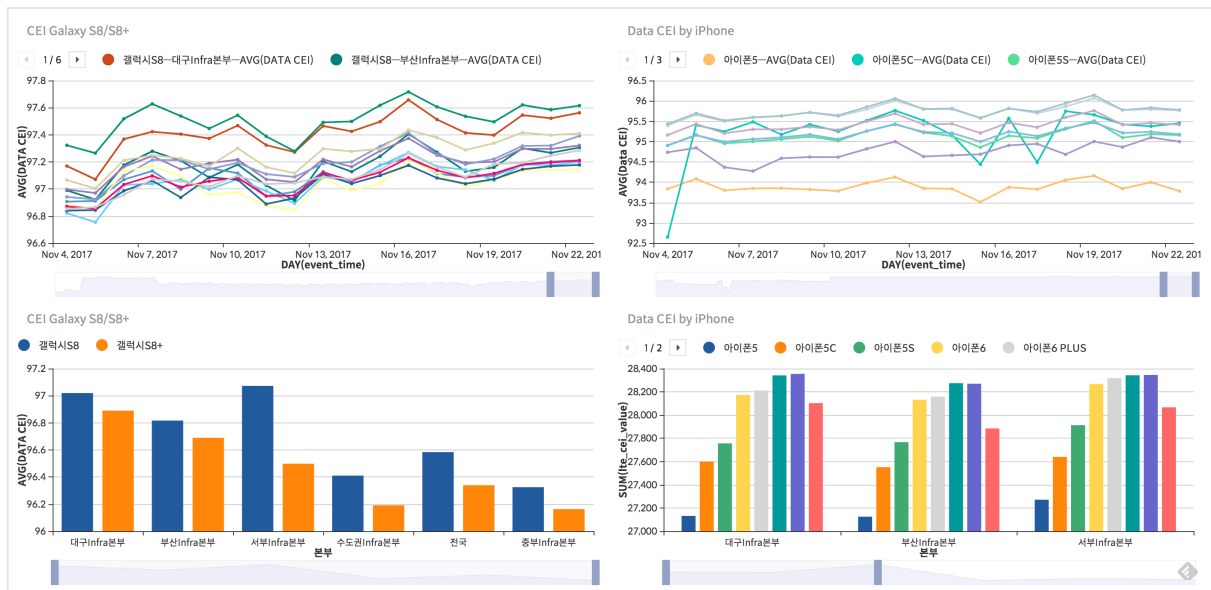 CEI Galaxy S8/S8+
1 / 6
갤럭시S8—대구Infra본부—AVG(DATA CEI)
갤럭시S8—부산Infra본부—AVG(DATA CEI)
97.8
97.6
97.4
97.2
97
96.8
96.6
AVG(DATA CEI)
Nov 4, 2017
Nov 7, 2017
Nov 10, 2017
Nov 13, 2017
Nov 16, 2017
Nov 19, 2017
Nov 22, 201
DAY(event_time)
Data CEI by iPhone
1 / 3
아이폰5—AVG(Data CEI)
아이폰5C—AVG(Data CEI)
아이폰5S—AVG(Data CEI)
96.5
96
95.5
95
94.5
94
93.5
93
92.5
AVG(Data CEI)
Nov 4, 2017
Nov 7, 2017
Nov 10, 2017
Nov 13, 2017
Nov 16, 2017
Nov 19, 2017
Nov 22, 201
DAY(event_time)
CEI Galaxy S8/S8+
갤럭시S8
갤럭시S8+
97.2
97
96.8
96.6
96.4
96.2
96
AVG(DATA CEI)
대구Infra본부
부산Infra본부
서부Infra본부
수도권Infra본부
전국
중부Infra본부
본부
Data CEI by iPhone
1 / 2
아이폰5
아이폰5C
아이폰5S
아이폰6
아이폰6 PLUS
28,400
28,200
28,000
27,800
27,600
27,400
27,200
27,000
SUM(lte_cei_value)
대구Infra본부
부산Infra본부
서부Infra본부
본부